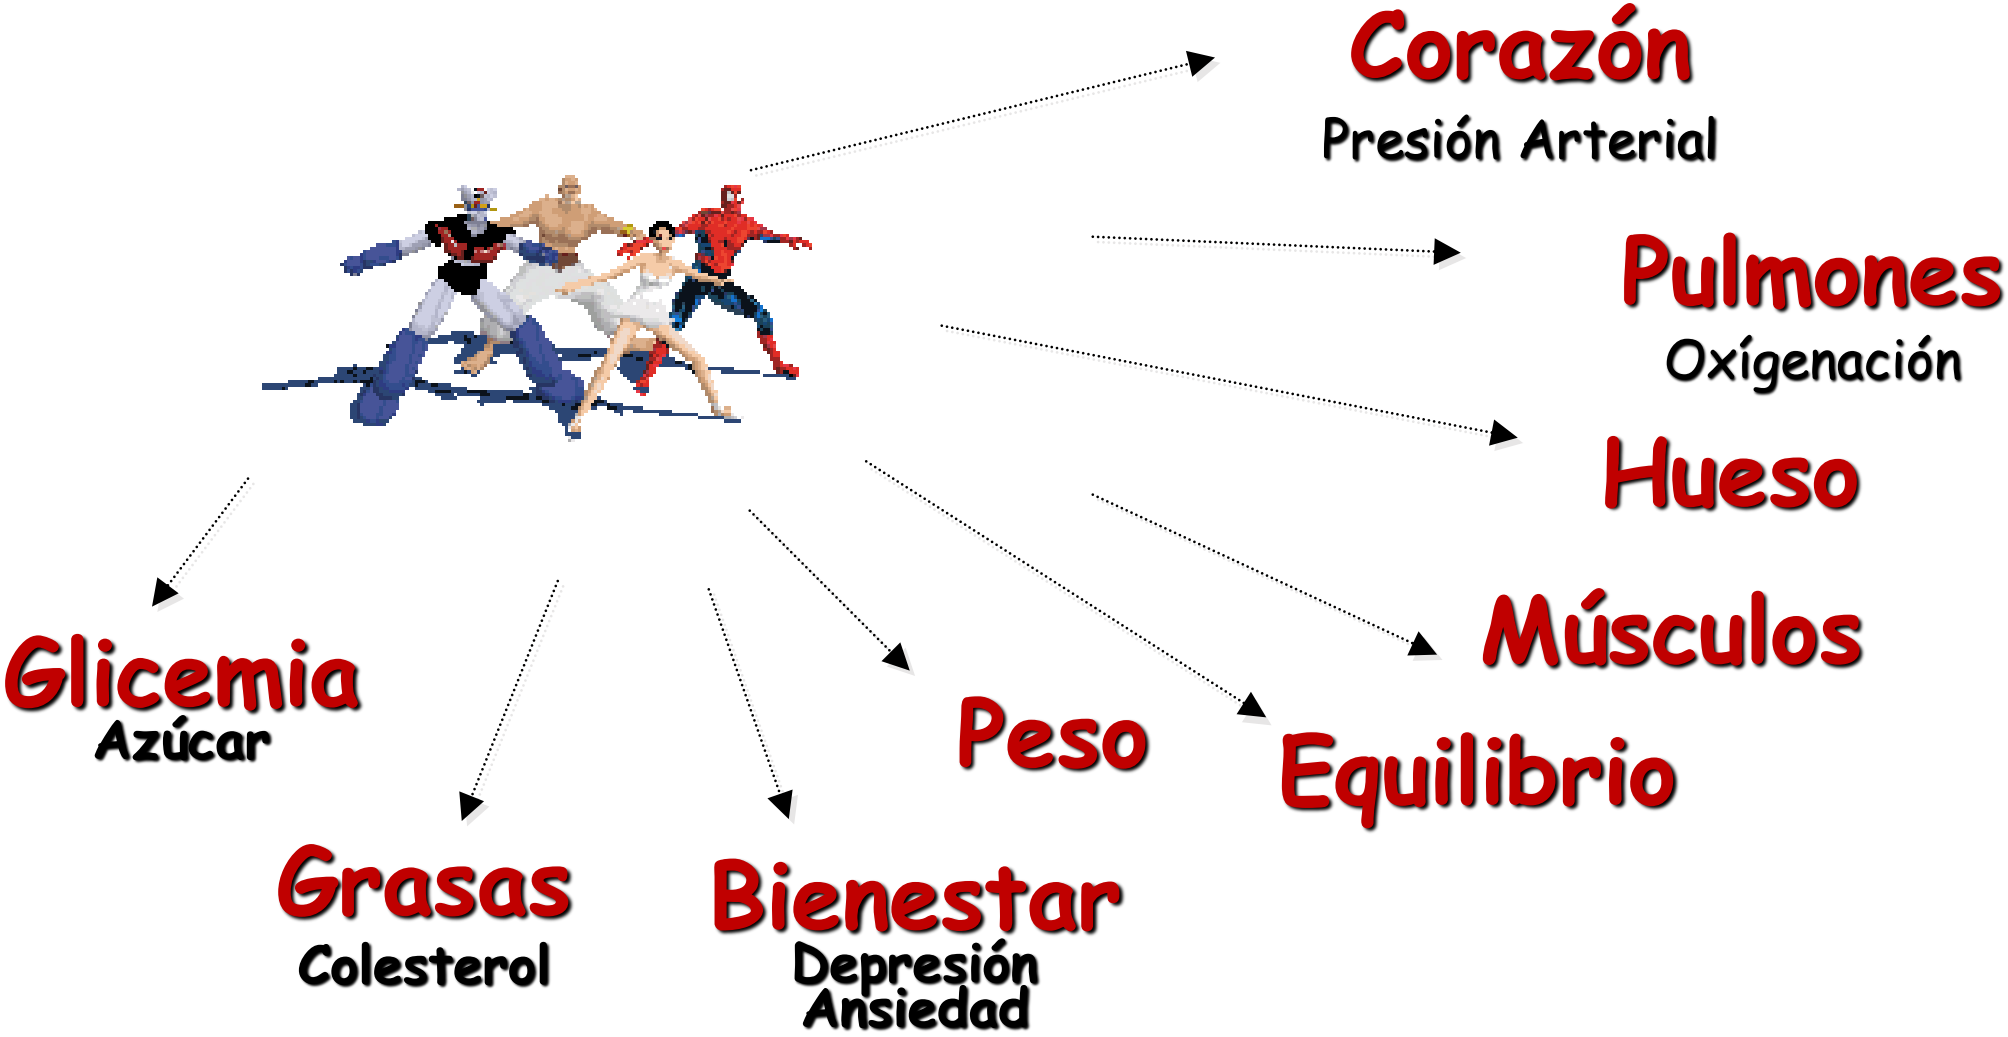 Corazón
Presión Arterial
Pulmones
Oxígenación
Hueso
Músculos
Equilibrio
Peso
Bienestar
Depresión
Ansiedad
Grasas
Colesterol
Glicemia
Azúcar